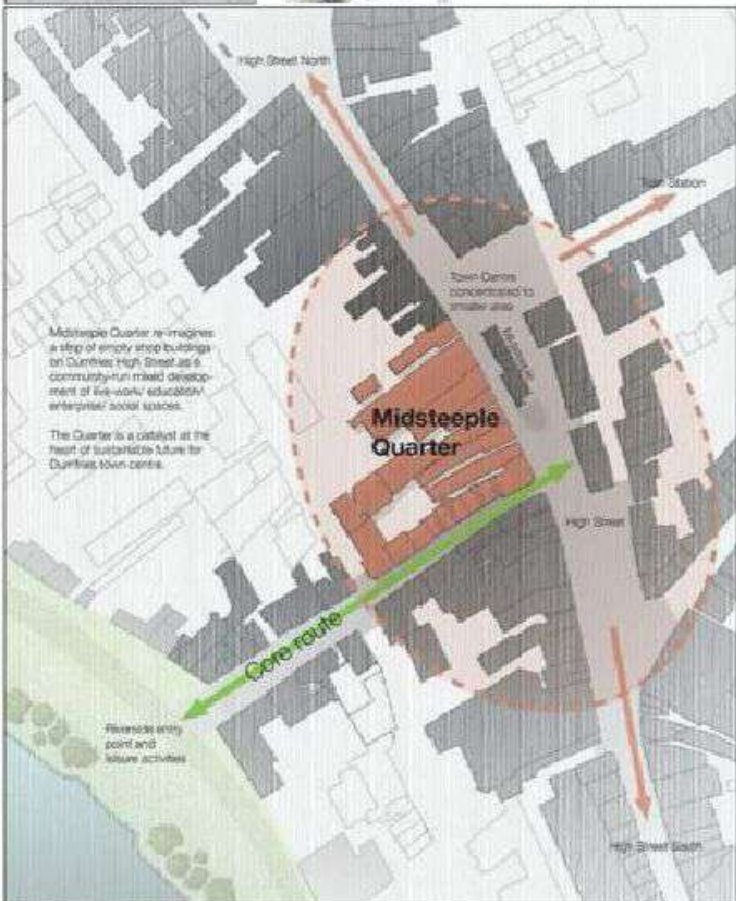 High Street North
Train Station
Town Centre
concentrated to
smaller area
Midsteeple Quarter re-imagines
a strip of empty shop buildings
on Dumfries High Street as a
community-run mixed develop-
ment of live-work/ education/
enterprise/ social spaces.
The Quarter is a catalyst at the
heart of sustainable future for
Dumfries town centre.
Midsteeple
Quarter
High Street
Core route
Riverside entry
point and
leisure activities
High Street South